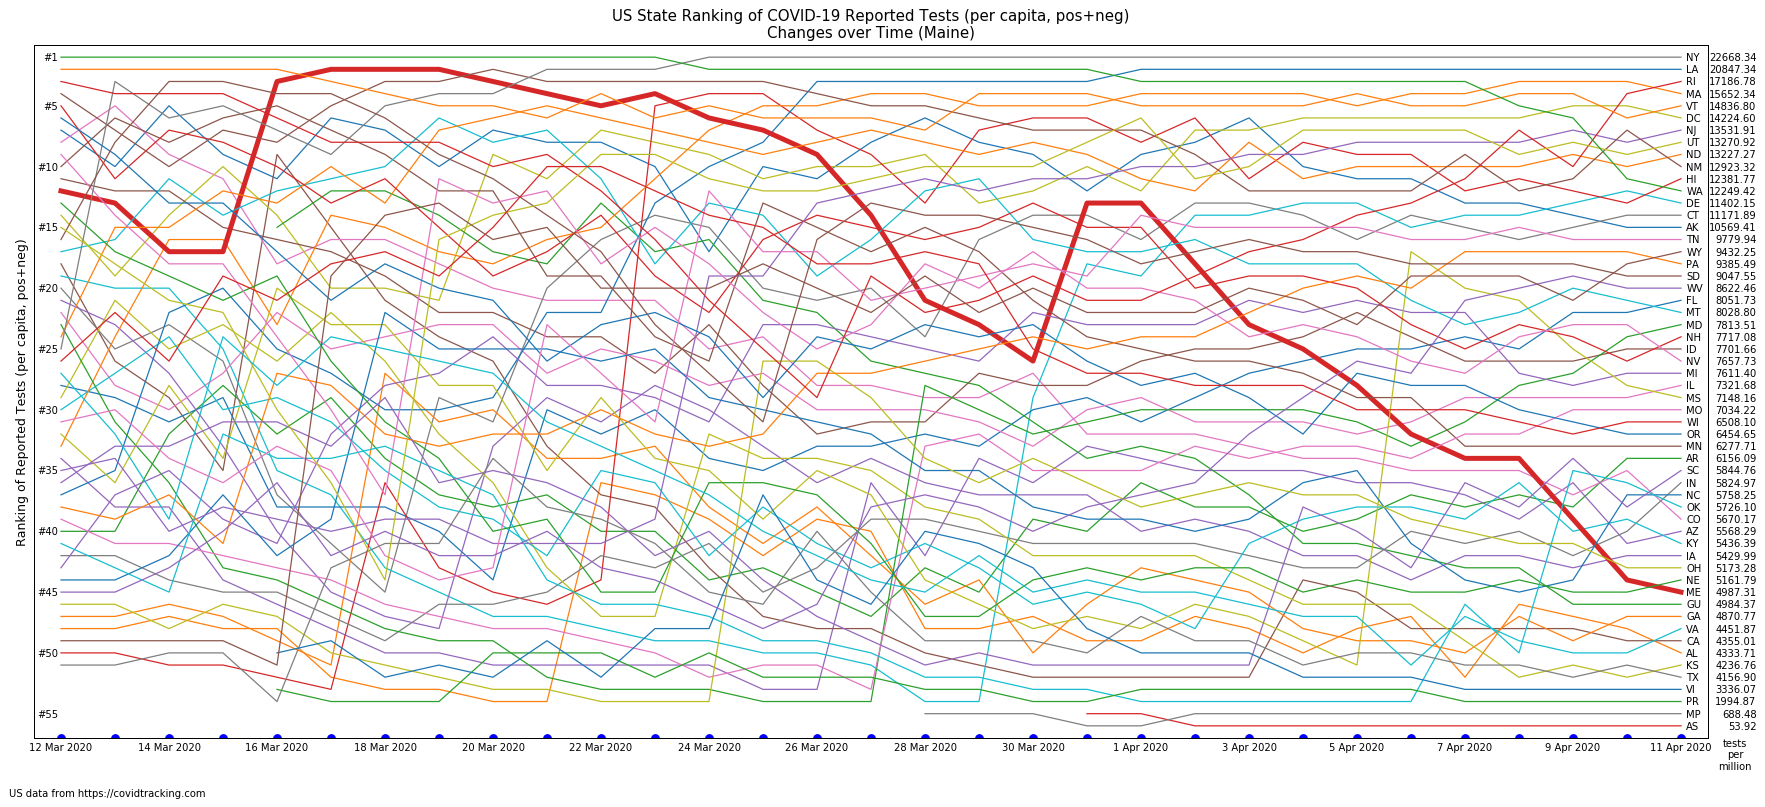 US State Ranking of COVID-19 Reported Tests (per capita, pos+neg)
Changes over Time (Maine)
Ranking of Reported Tests (per capita, pos+neg)
#1
#5
#10
#15
#20
#25
#30
#35
#40
#45
#50
#55
NY 22668.34
LA 20847.34
RI 17186.78
MA 15652.34
VT 14836.80
DC 14224.60
NJ 13531.91
UT 13270.92
ND 13227.27
NM 12923.32
HI 12381.77
WA 12249.42
DE 11402.15
CT 11171.89
AK 10569.41
TN 9779.94
WY 9432.25
PA 9385.49
SD 9047.55
WV 8622.46
FL 8051.73
MT 8028.80
MD 7813.51
NH 7717.08
ID 7701.66
NV 7657.73
MI 7611.40
IL 7321.68
MS 7148.16
MO 7034.22
WI 6508.10
OR 6454.65
MN 6277.71
AR 6156.09
SC 5844.76
IN 5824.97
NC 5758.25
OK 5726.10
CO 5670.17
AZ 5568.29
KY 5436.39
IA 5429.99
OH 5173.28
NE 5161.79
ME 4987.31
GU 4984.37
GA 4870.77
VA 4451.87
CA 4355.01
AL 4333.71
KS 4236.76
TX 4156.90
VI 3336.07
PR 1994.87
MP 688.48
AS 53.92
12 Mar 2020 14 Mar 2020 16 Mar 2020 18 Mar 2020 20 Mar 2020 22 Mar 2020 24 Mar 2020 26 Mar 2020 28 Mar 2020 30 Mar 2020 1 Apr 2020 3 Apr 2020 5 Apr 2020 7 Apr 2020 9 Apr 2020 11 Apr 2020
tests
per
million
US data from https://covidtracking.com